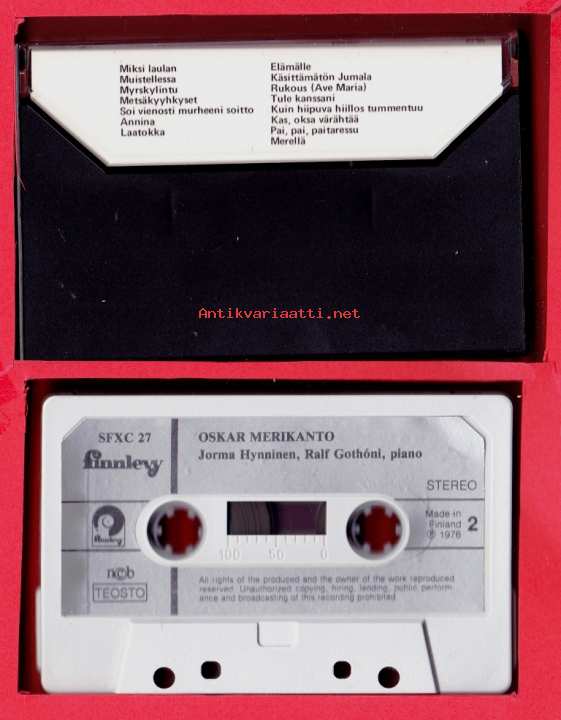 Miksi laulan
Muistellessa
Myrskylintu
Metsäkyyhkyset
Soi vienosti murheeni soitto
Annina
Laatokka
Elämälle
Käsittämätön Jumala
Rukous (Ave Maria)
Tule kanssani
Kuin hiipuva hiillos tummentuu
Kas, oksa värähtää
Pai, pai, paitaressu
Merellä
Antikvariaatti.net
SFXC 27
finnlevy
OSKAR MERIKANTO
Jorma Hynninen, Ralf Gothóni, piano
STEREO
Made in
Finland 2
℗ 1976
finnlevy
100 50 0
ncb
TEOSTO
All rights of the produced and the owner of the work reproduced
reserved. Unauthorized copying, hiring, lending, public perform
ance and broadcasting of this recording prohibited